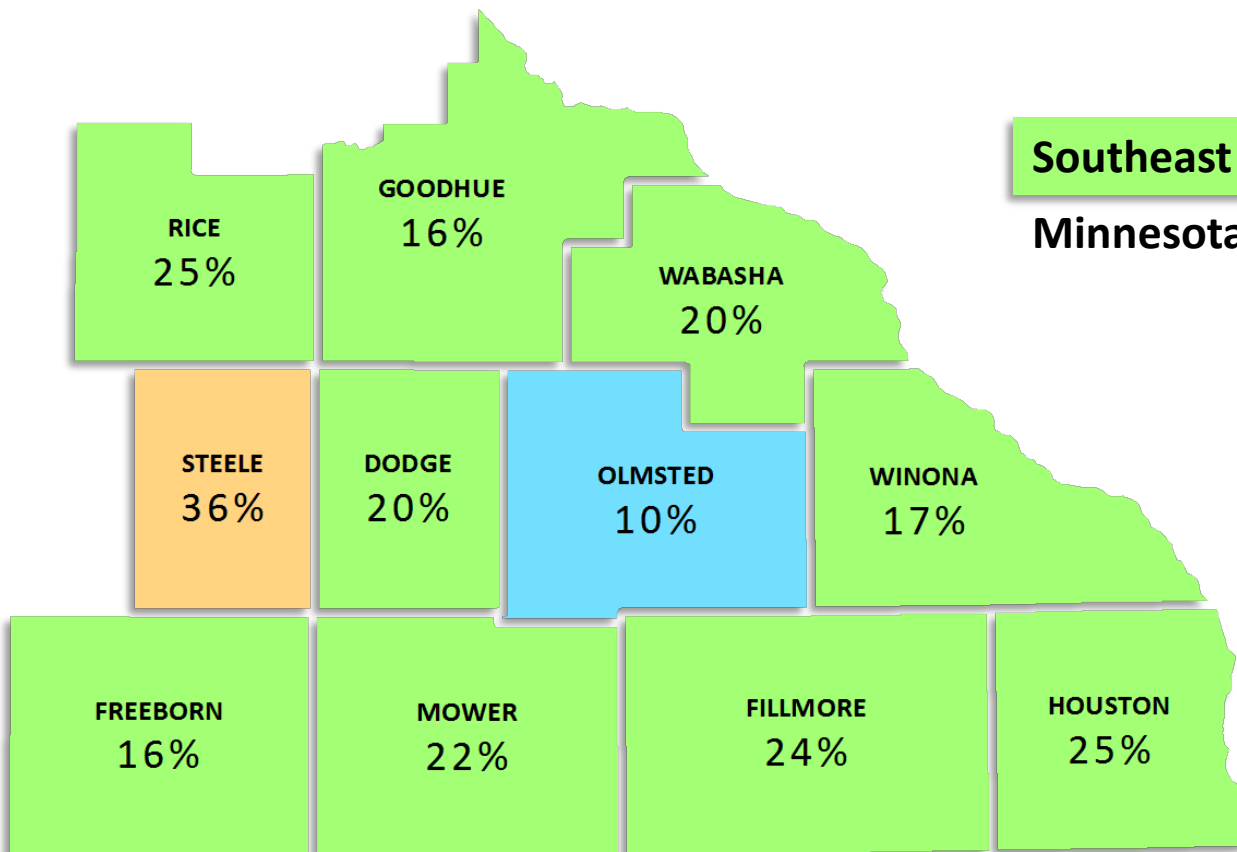 GOODHUE
16%
RICE
25%
Southeast
Minnesota
WABASHA
20%
STEELE
36%
DODGE
20%
OLMSTED
10%
WINONA
17%
FREEBORN
16%
MOWER
22%
FILLMORE
24%
HOUSTON
25%